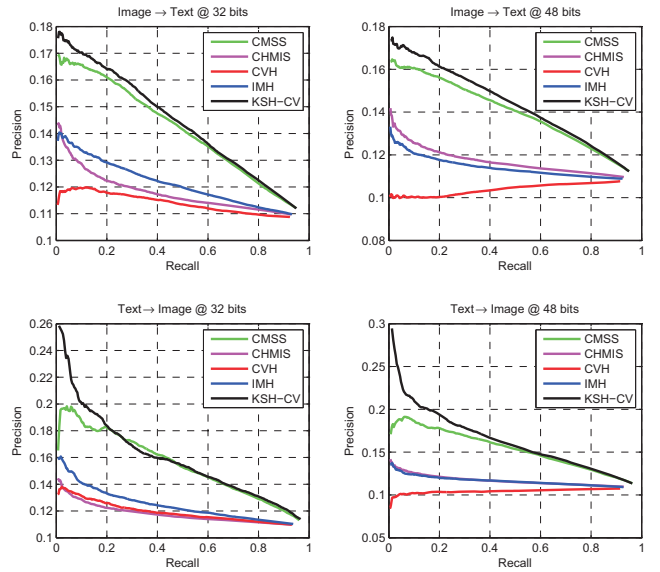 Image → Text @ 32 bits
0.18
0.17
0.16
0.15
0.14
0.13
0.12
0.11
0.1
Precision
0 0.2 0.4 0.6 0.8 1
Recall
CMSS
CHMIS
CVH
IMH
KSH−CV
Image → Text @ 48 bits
0.18
0.16
0.14
0.12
0.1
0.08
Precision
0 0.2 0.4 0.6 0.8 1
Recall
CMSS
CHMIS
CVH
IMH
KSH−CV
Text→ Image @ 32 bits
0.26
0.24
0.22
0.2
0.18
0.16
0.14
0.12
0.1
Precision
0 0.2 0.4 0.6 0.8 1
Recall
CMSS
CHMIS
CVH
IMH
KSH−CV
Text→ Image @ 48 bits
0.3
0.25
0.2
0.15
0.1
0.05
Precision
0 0.2 0.4 0.6 0.8 1
Recall
CMSS
CHMIS
CVH
IMH
KSH−CV